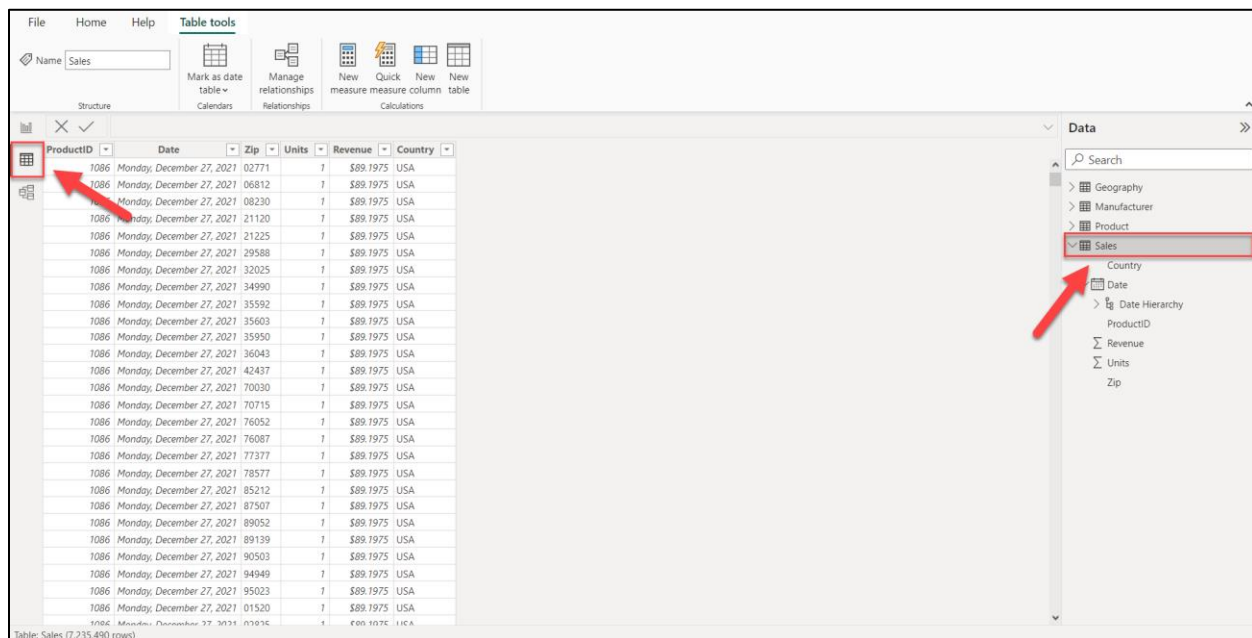 File Home Help Table tools
Name Sales
Mark as date
table
Manage
relationships
New
measure
Quick
measure
New
column
New
table
Structure Calendars Relationships Calculations
Data
Search
Geography
Manufacturer
Product
Sales
Country
Date
Date Hierarchy
ProductID
Revenue
Units
Zip
ProductID Date Zip Units Revenue Country
1086 Monday, December 27, 2021 02771 1 $89.1975 USA
1086 Monday, December 27, 2021 06812 1 $89.1975 USA
December 27, 2021 08230 1 $89.1975 USA
1086 December 27, 2021 21120 1 $89.1975 USA
1086 Monday, December 27, 2021 21225 1 $89.1975 USA
1086 Monday, December 27, 2021 29588 1 $89.1975 USA
1086 Monday, December 27, 2021 32025 1 $89.1975 USA
1086 Monday, December 27, 2021 34990 1 $89.1975 USA
1086 Monday, December 27, 2021 35592 1 $89.1975 USA
1086 Monday, December 27, 2021 35603 1 $89.1975 USA
1086 Monday, December 27, 2021 35950 1 $89.1975 USA
1086 Monday, December 27, 2021 36043 1 $89.1975 USA
1086 Monday, December 27, 2021 42437 1 $89.1975 USA
1086 Monday, December 27, 2021 70030 1 $89.1975 USA
1086 Monday, December 27, 2021 70715 1 $89.1975 USA
1086 Monday, December 27, 2021 76052 1 $89.1975 USA
1086 Monday, December 27, 2021 76087 1 $89.1975 USA
1086 Monday, December 27, 2021 77377 1 $89.1975 USA
1086 Monday, December 27, 2021 78577 1 $89.1975 USA
1086 Monday, December 27, 2021 85212 1 $89.1975 USA
1086 Monday, December 27, 2021 87507 1 $89.1975 USA
1086 Monday, December 27, 2021 89052 1 $89.1975 USA
1086 Monday, December 27, 2021 89139 1 $89.1975 USA
1086 Monday, December 27, 2021 90503 1 $89.1975 USA
1086 Monday, December 27, 2021 94949 1 $89.1975 USA
1086 Monday, December 27, 2021 95023 1 $89.1975 USA
1086 Monday, December 27, 2021 01520 1 $89.1975 USA
Table: Sales (7,235,490 rows)